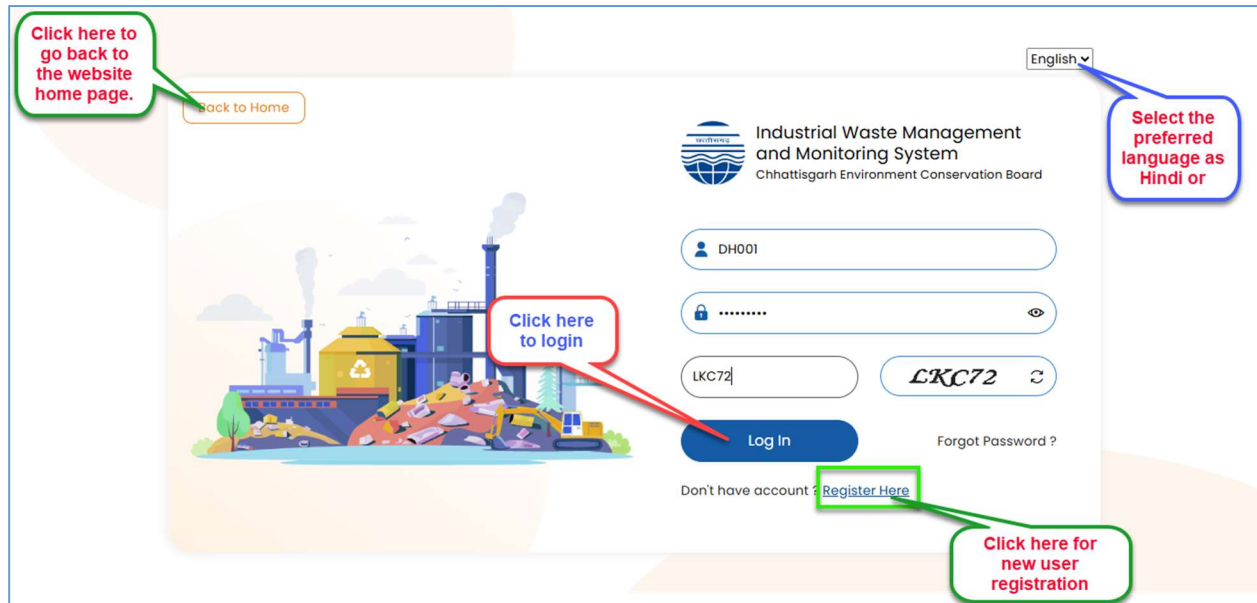 Click here to
go back to
the website
home page.
English
Back to Home
Select the
preferred
language as
Hindi or
छत्तीसगढ़
Industrial Waste Management
and Monitoring System
Chhattisgarh Environment Conservation Board
DH001
•••••••••
Click here
to login
LKC72
LKC72
Log In
Forgot Password ?
Don't have account ? Register Here
Click here for
new user
registration